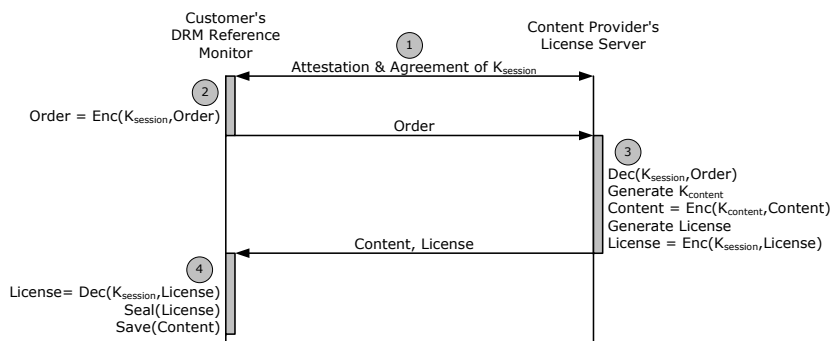 Customer's
DRM Reference
Monitor
Content Provider's
License Server
1
Attestation & Agreement of Ksession
2
Order = Enc(Ksession,Order)
Order
3
Dec(Ksession,Order)
Generate Kcontent
Content = Enc(Kcontent,Content)
Generate License
License = Enc(Ksession,License)
Content, License
4
License= Dec(Ksession,License)
Seal(License)
Save(Content)